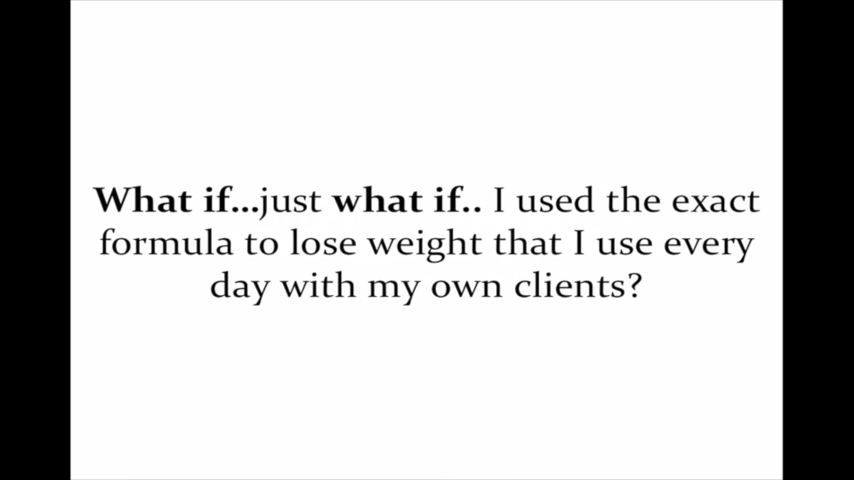 What if...just what if.. I used the exact
formula to lose weight that I use every
day with my own clients?